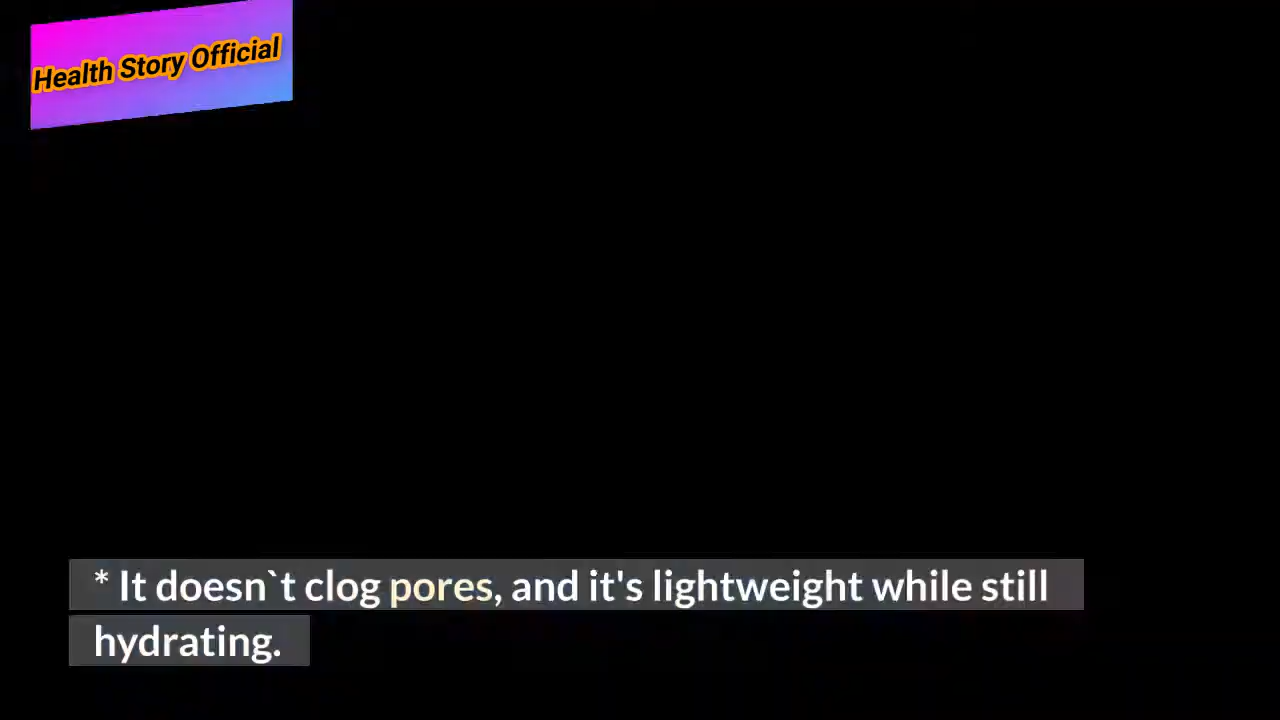 Health Story Official
* It doesn`t clog pores, and it's lightweight while still
hydrating.